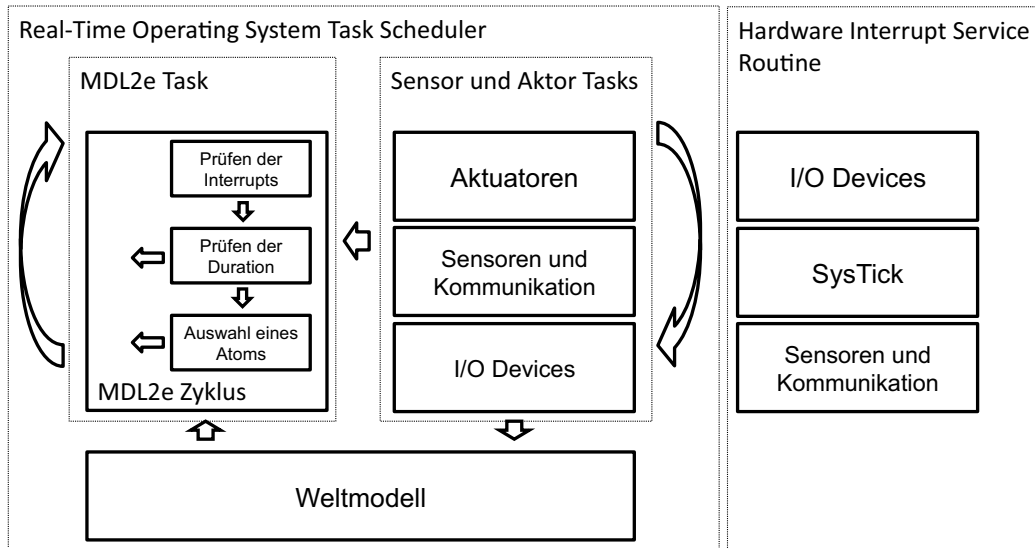 Real-Time Operating System Task Scheduler
MDL2e Task
Prüfen der
Interrupts
Prüfen der
Duration
Auswahl eines
Atoms
MDL2e Zyklus
Sensor und Aktor Tasks
Aktuatoren
Sensoren und
Kommunikation
I/O Devices
Weltmodell
Hardware Interrupt Service
Routine
I/O Devices
SysTick
Sensoren und
Kommunikation